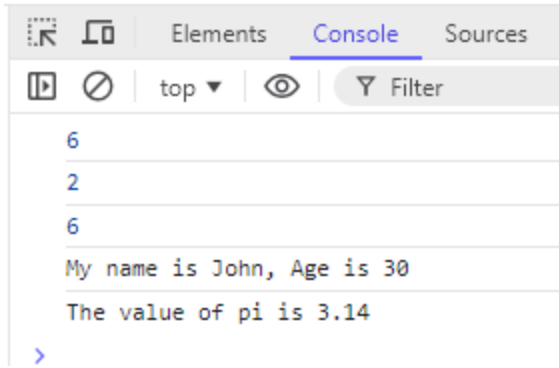 Elements Console Sources
top Filter
6
2
6
My name is John, Age is 30
The value of pi is 3.14